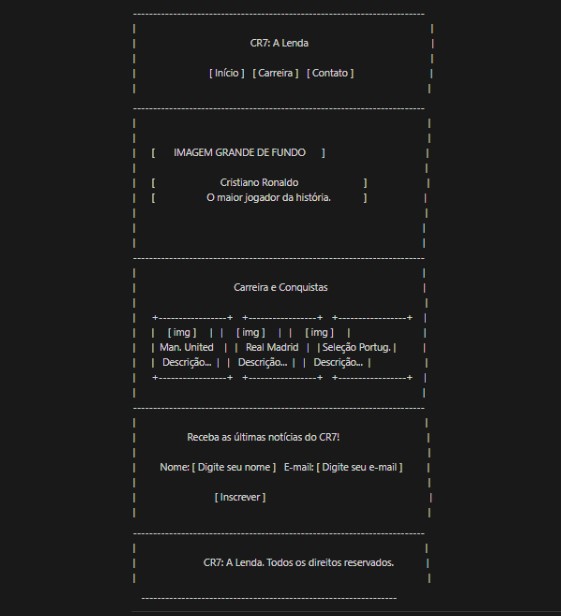 CR7: A Lenda
[ Início ] [ Carreira ] [ Contato ]
[ IMAGEM GRANDE DE FUNDO ]
[ Cristiano Ronaldo ]
[ O maior jogador da história. ]
Carreira e Conquistas
+-----------------+ +-----------------+ +-----------------+
| [ img ] | | [ img ] | | [ img ] |
| Man. United | | Real Madrid | | Seleção Portug. |
| Descrição... | | Descrição... | | Descrição... |
+-----------------+ +-----------------+ +-----------------+
Receba as últimas notícias do CR7!
Nome: [ Digite seu nome ] E-mail: [ Digite seu e-mail ]
[ Inscrever ]
CR7: A Lenda. Todos os direitos reservados.